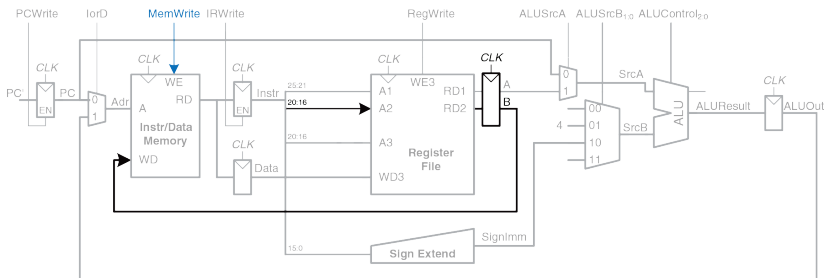 PCWrite IorD MemWrite IRWrite RegWrite ALUSrcA ALUSrcB1:0 ALUControl2:0
CLK CLK CLK CLK CLK CLK
PC' PC EN
0
1
Adr
WE
A RD
Instr/Data
Memory
WD
EN
Instr
CLK
Data
25:21
20:16
20:16
15:0
WE3
A1 RD1
A2 RD2
A3
Register
File
WD3
A
B
0
1
SrcA
4
00
01
10
11
SrcB
ALU
ALUResult
ALUOut
SignImm
Sign Extend